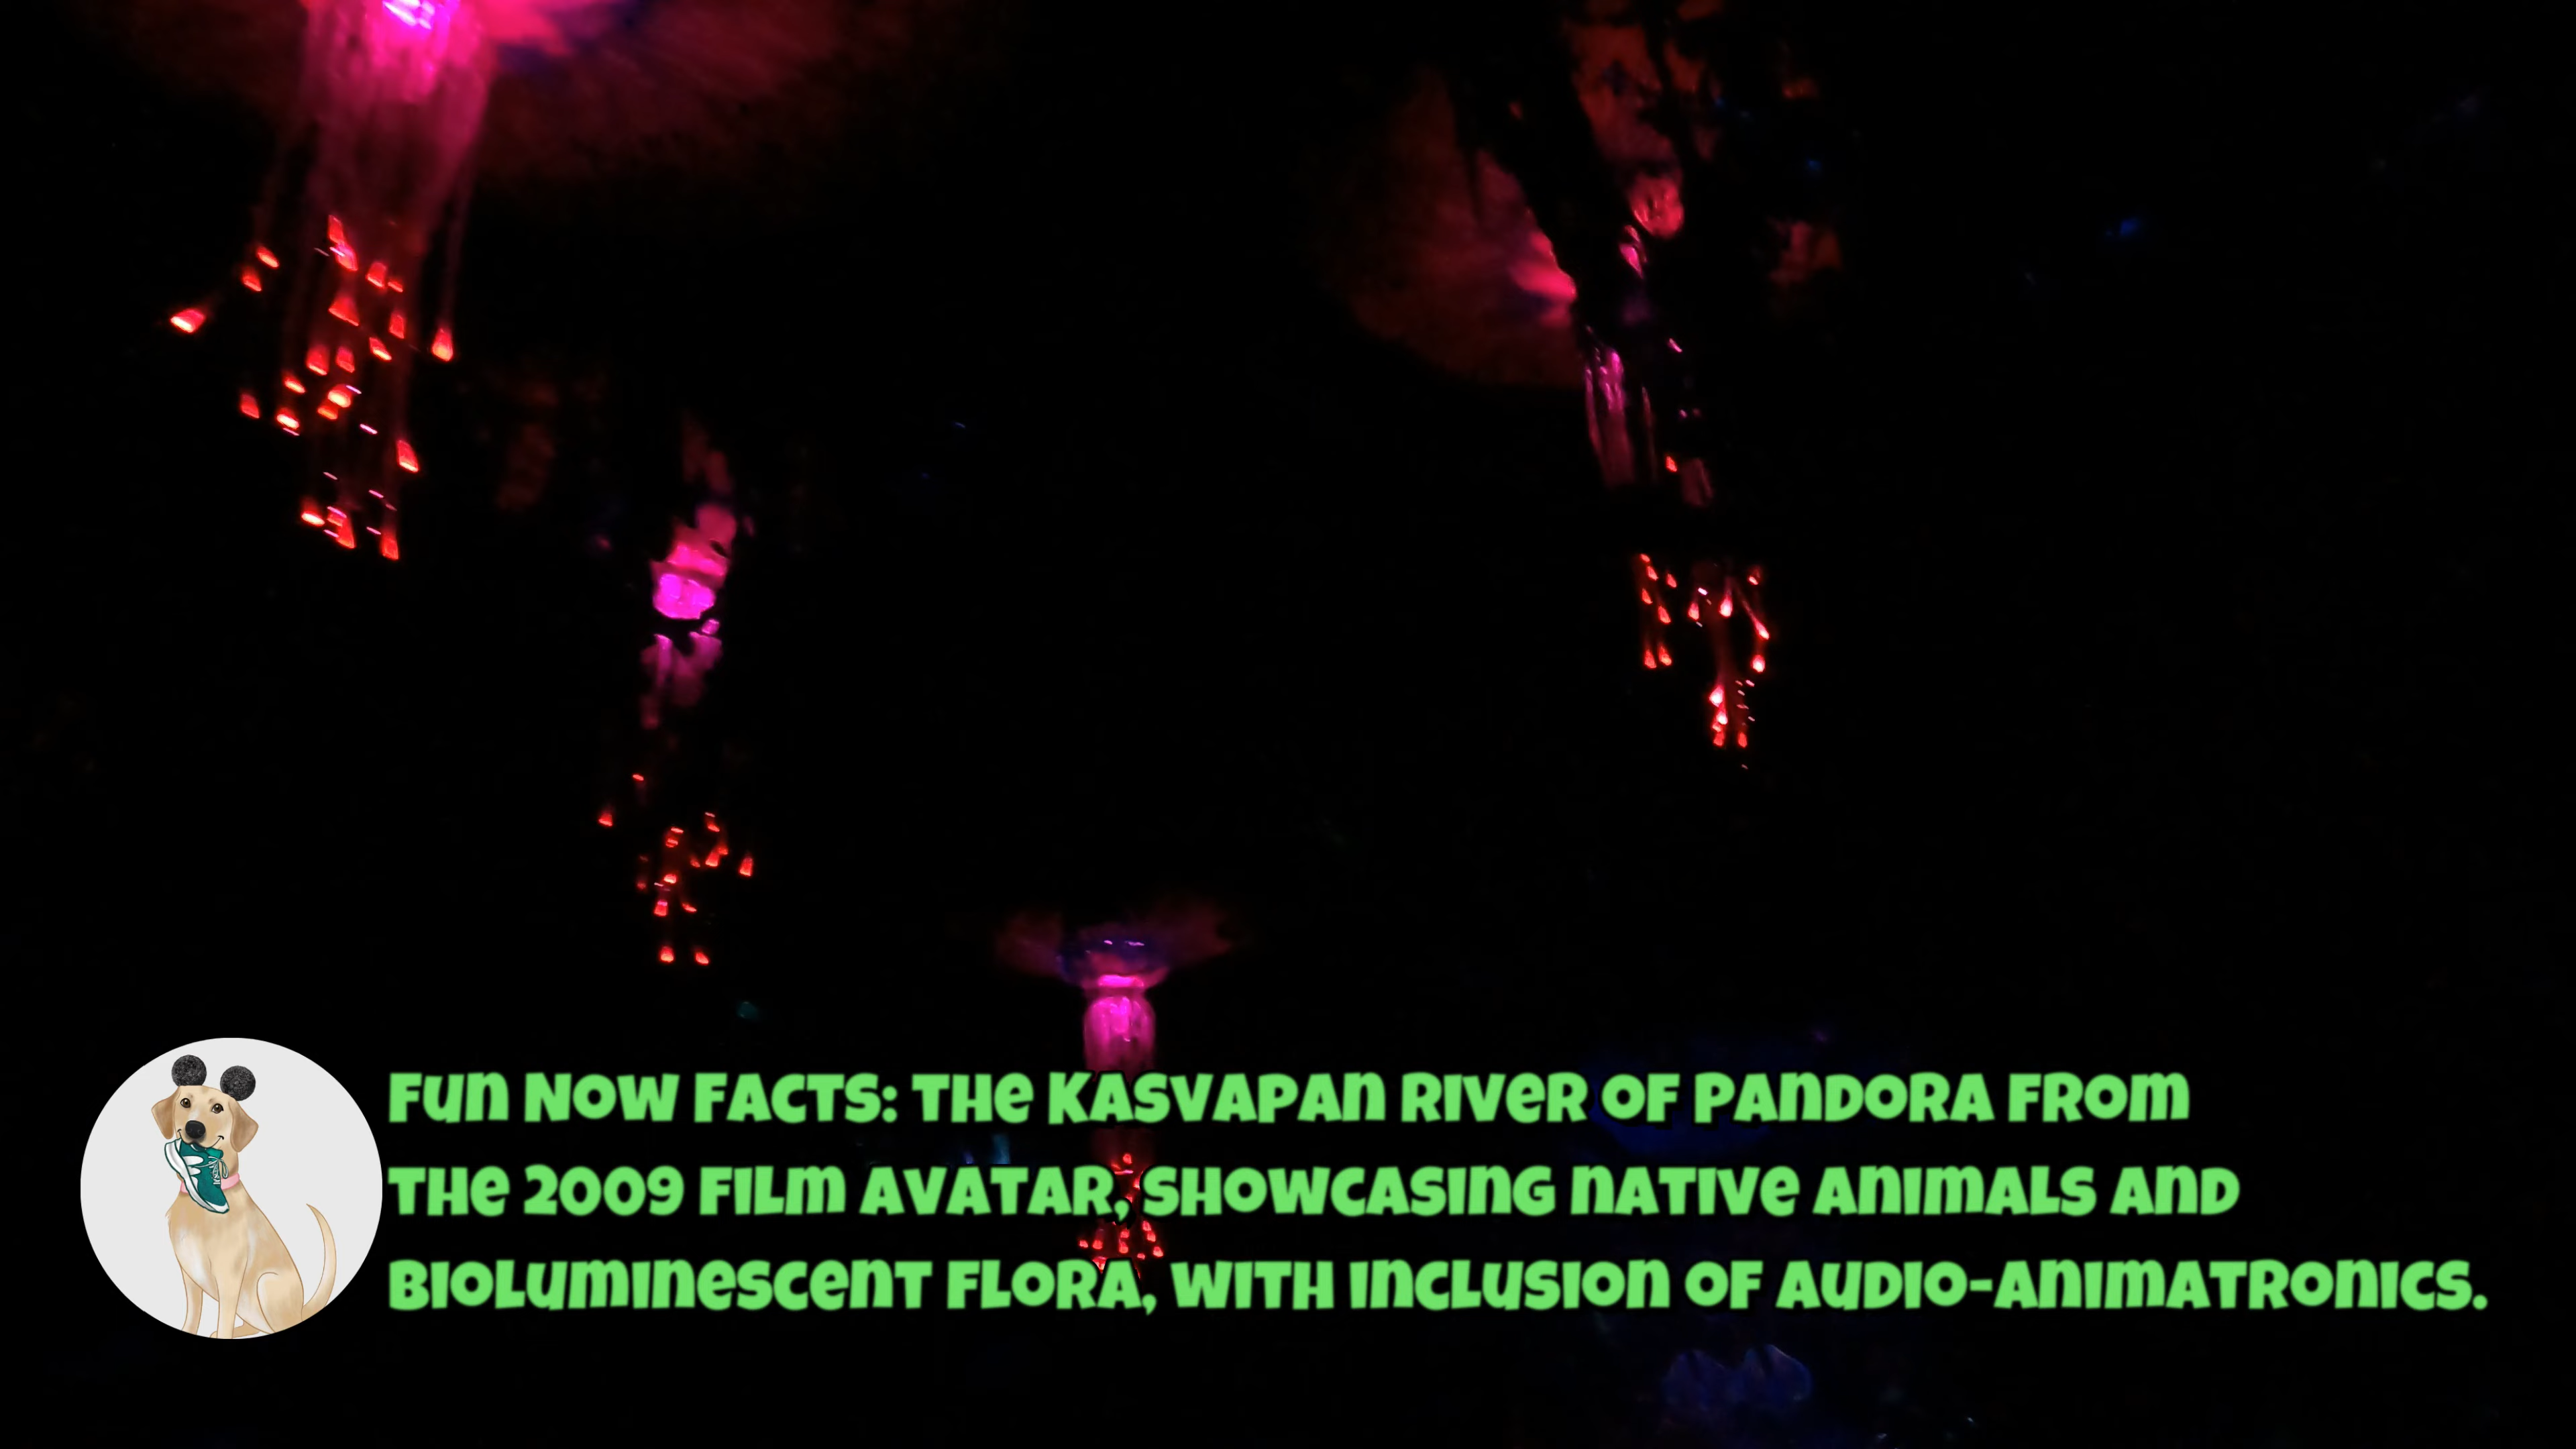 Fun Now Facts: The Kasvapan River of Pandora from
the 2009 film Avatar, showcasing native animals and
bioluminescent flora, with inclusion of audio-animatronics.